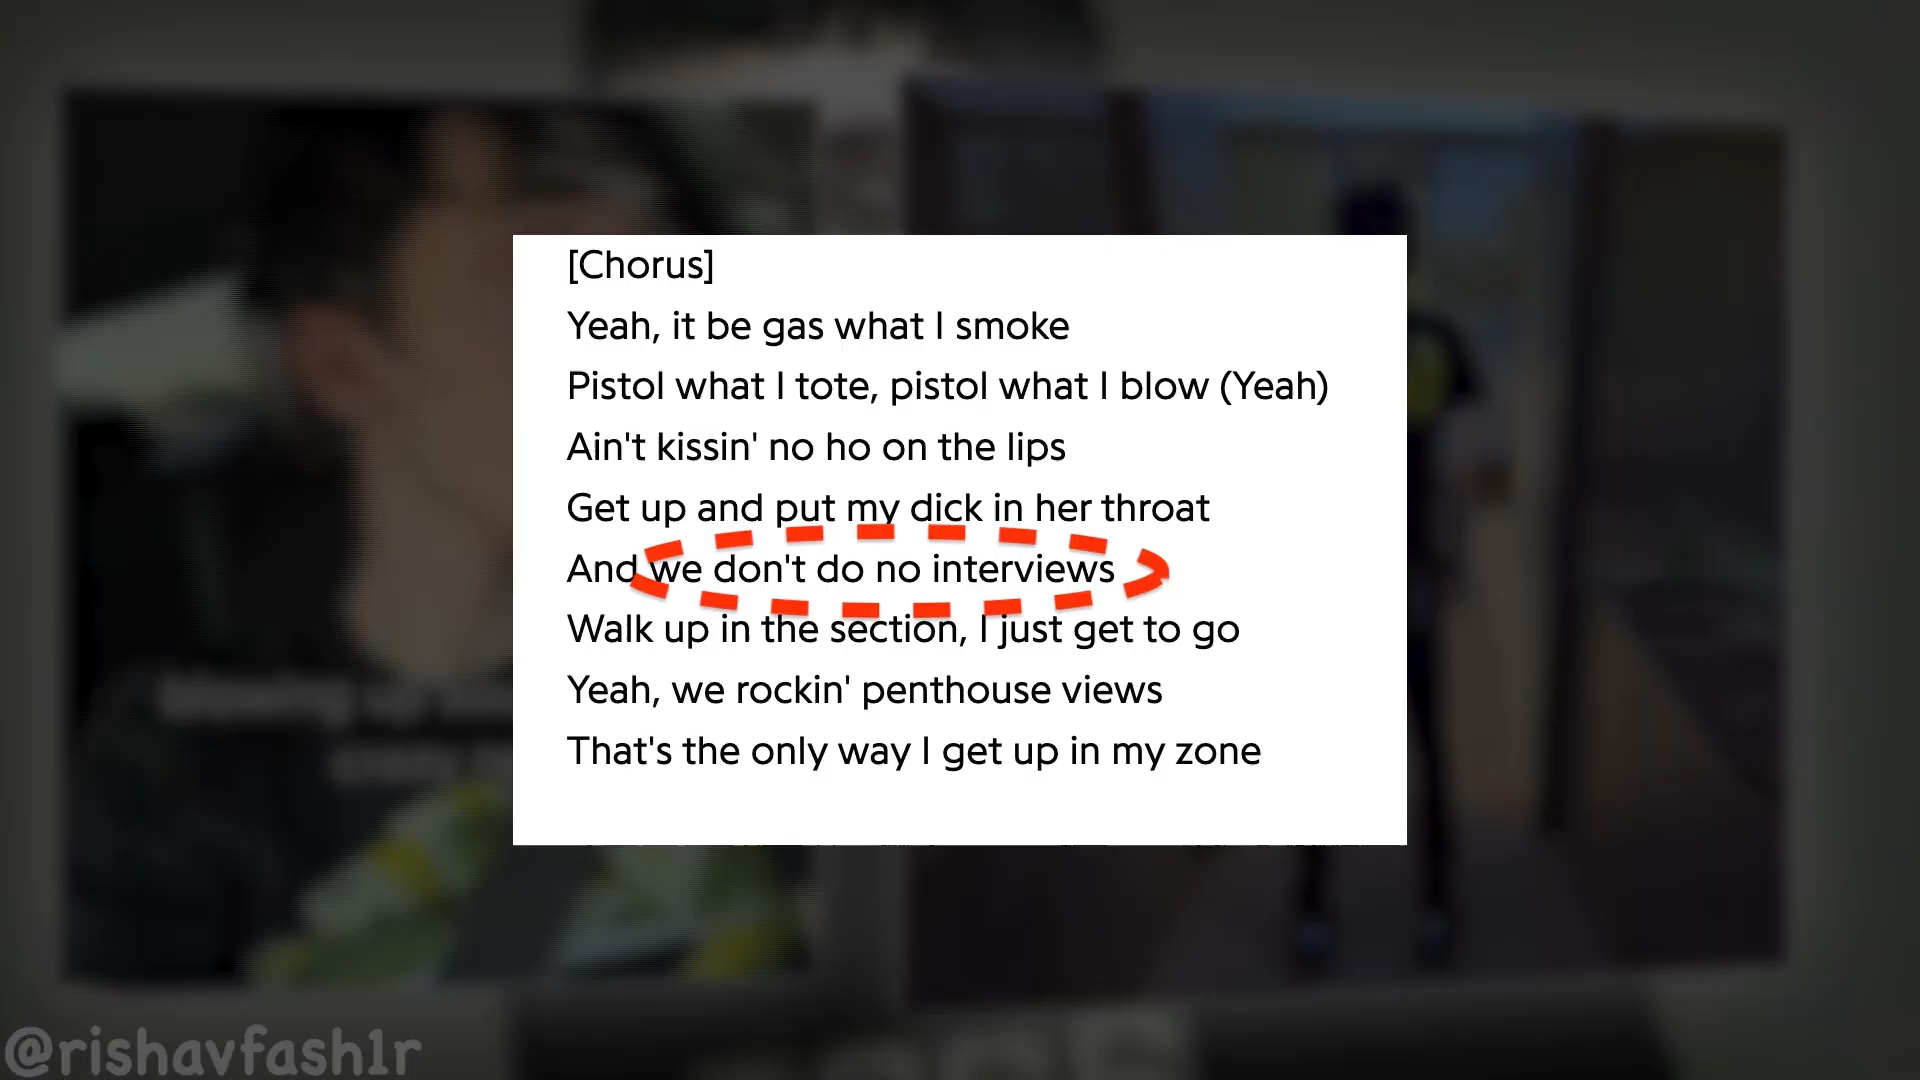 [Chorus]
Yeah, it be gas what I smoke
Pistol what I tote, pistol what I blow (Yeah)
Ain't kissin' no ho on the lips
Get up and put my dick in her throat
And we don't do no interviews
Walk up in the section, I just get to go
Yeah, we rockin' penthouse views
That's the only way I get up in my zone
@rishavfash1r